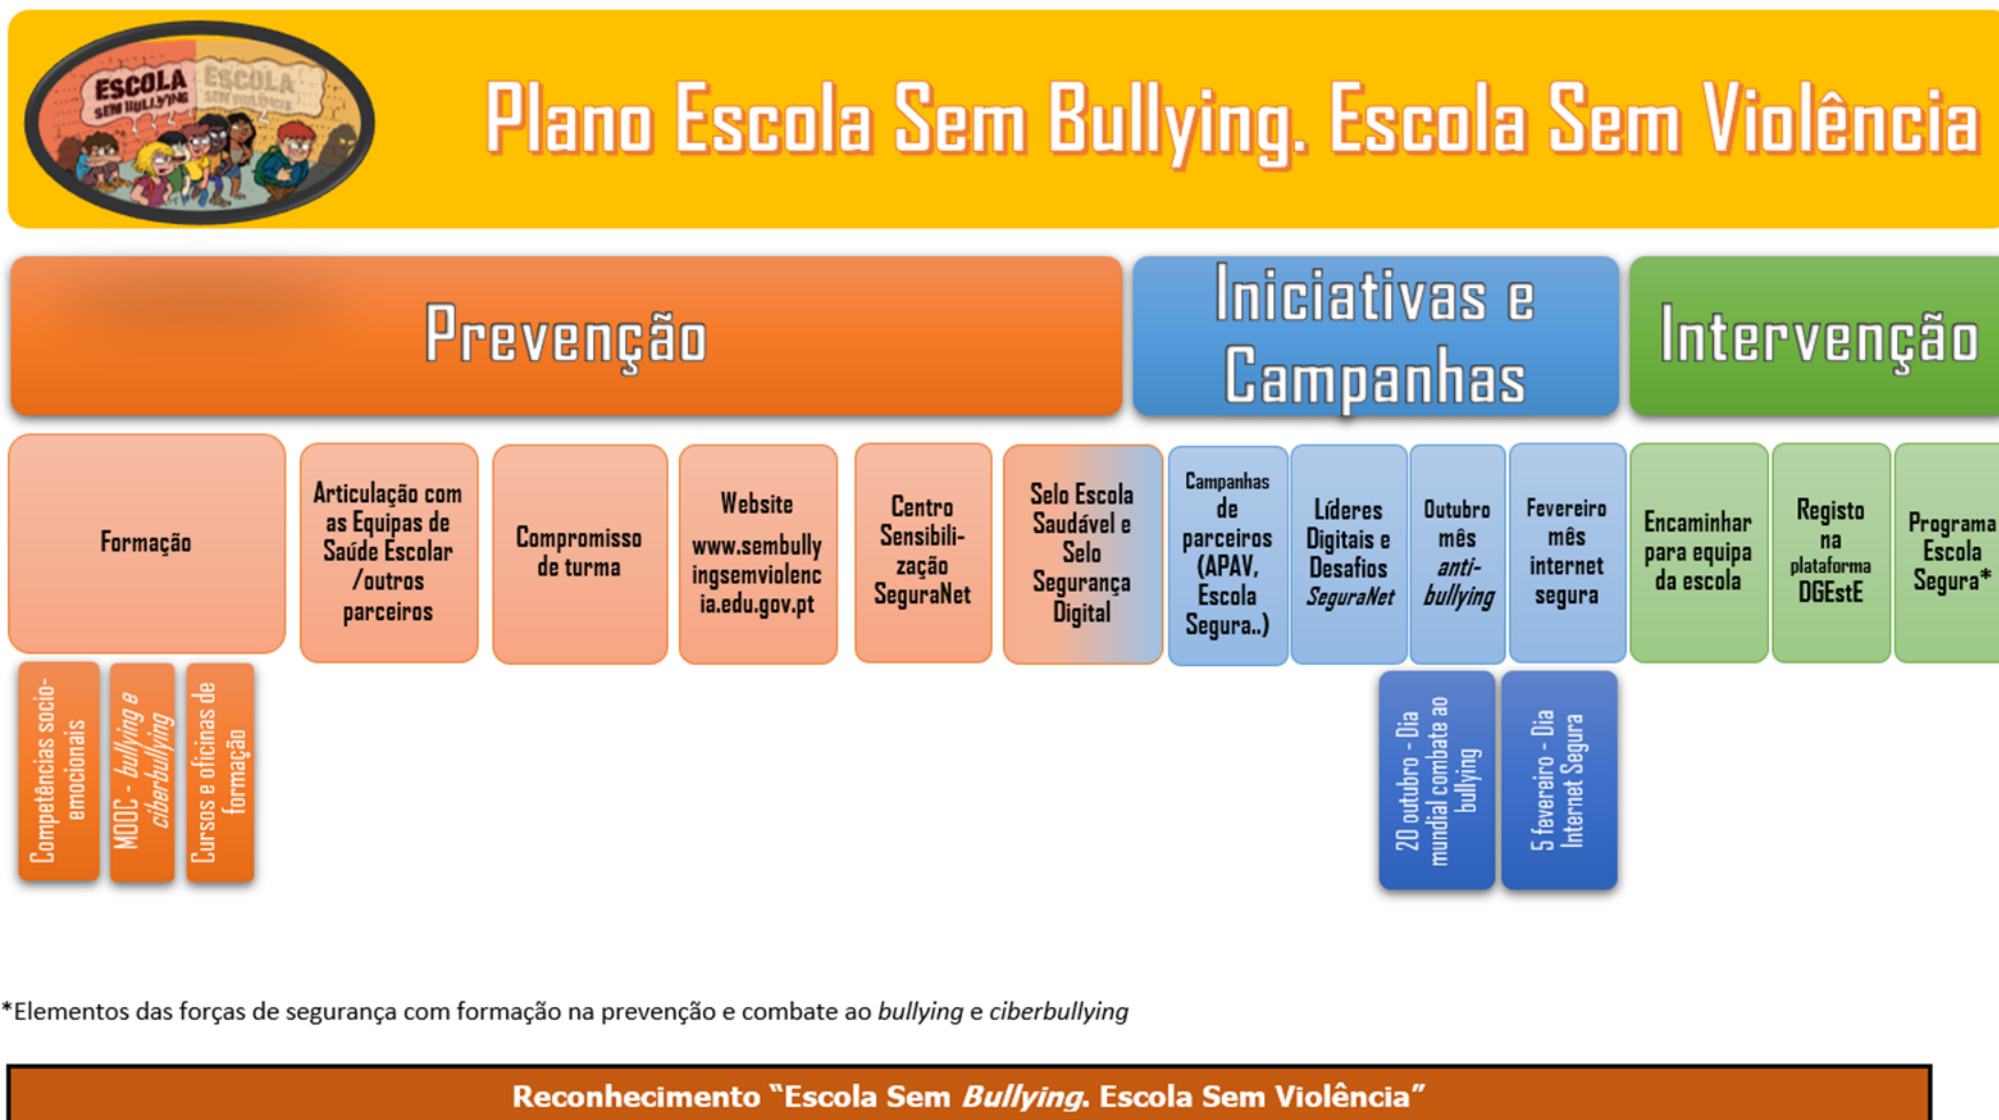 ESCOLA
SEM BULLYING
ESCOLA
SEM VIOLÊNCIA
Plano Escola Sem Bullying. Escola Sem Violência
Prevenção
Iniciativas e
Campanhas
Intervenção
Formação
Articulação com
as Equipas de
Saúde Escolar
/outros
parceiros
Compromisso
de turma
Website
www.sembully
ingsemviolenc
ia.edu.gov.pt
Centro
Sensibili-
zação
SeguraNet
Selo Escola
Saudável e
Selo
Segurança
Digital
Campanhas
de
parceiros
(APAV,
Escola
Segura..)
Líderes
Digitais e
Desafios
SeguraNet
Outubro
mês
anti-
bullying
Fevereiro
mês
internet
segura
Encaminhar
para equipa
da escola
Registo
na
plataforma
DGEstE
Programa
Escola
Segura*
Competências socio-
emocionais
MOOC - bullying e
ciberbullying
Cursos e oficinas de
formação
20 outubro - Dia
mundial combate ao
bullying
5 fevereiro - Dia
Internet Segura
*Elementos das forças de segurança com formação na prevenção e combate ao bullying e ciberbullying
Reconhecimento “Escola Sem Bullying. Escola Sem Violência”